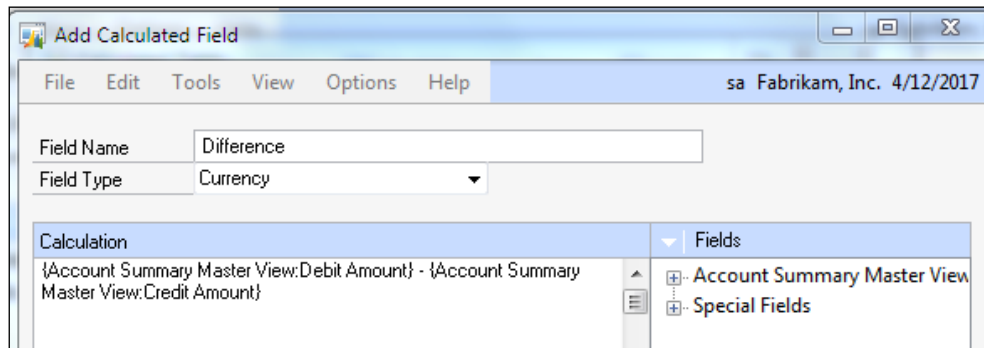 Add Calculated Field
File Edit Tools View Options Help sa Fabrikam, Inc. 4/12/2017
Field Name Difference
Field Type Currency
Calculation Fields
{Account Summary Master View:Debit Amount} - {Account Summary
Master View:Credit Amount}
Account Summary Master View
Special Fields